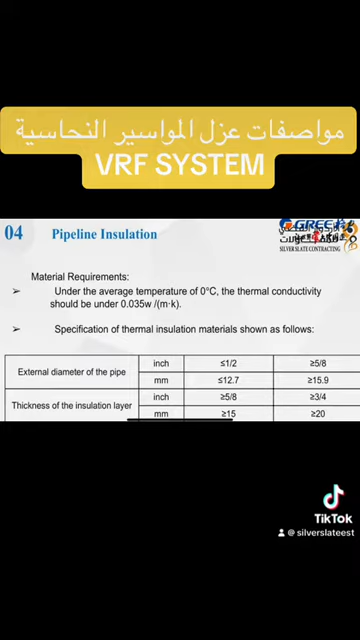 مواصفات عزل المواسير النحاسية
VRF SYSTEM
GREE
SILVER SLATE CONTRACTING
04 Pipeline Insulation
Material Requirements:
➢ Under the average temperature of 0°C, the thermal conductivity
should be under 0.035w /(m·k).
➢ Specification of thermal insulation materials shown as follows:
External diameter of the pipe inch ≤1/2 ≥5/8
mm ≤12.7 ≥15.9
Thickness of the insulation layer inch ≥5/8 ≥3/4
mm ≥15 ≥20
TikTok
@ silverslateest